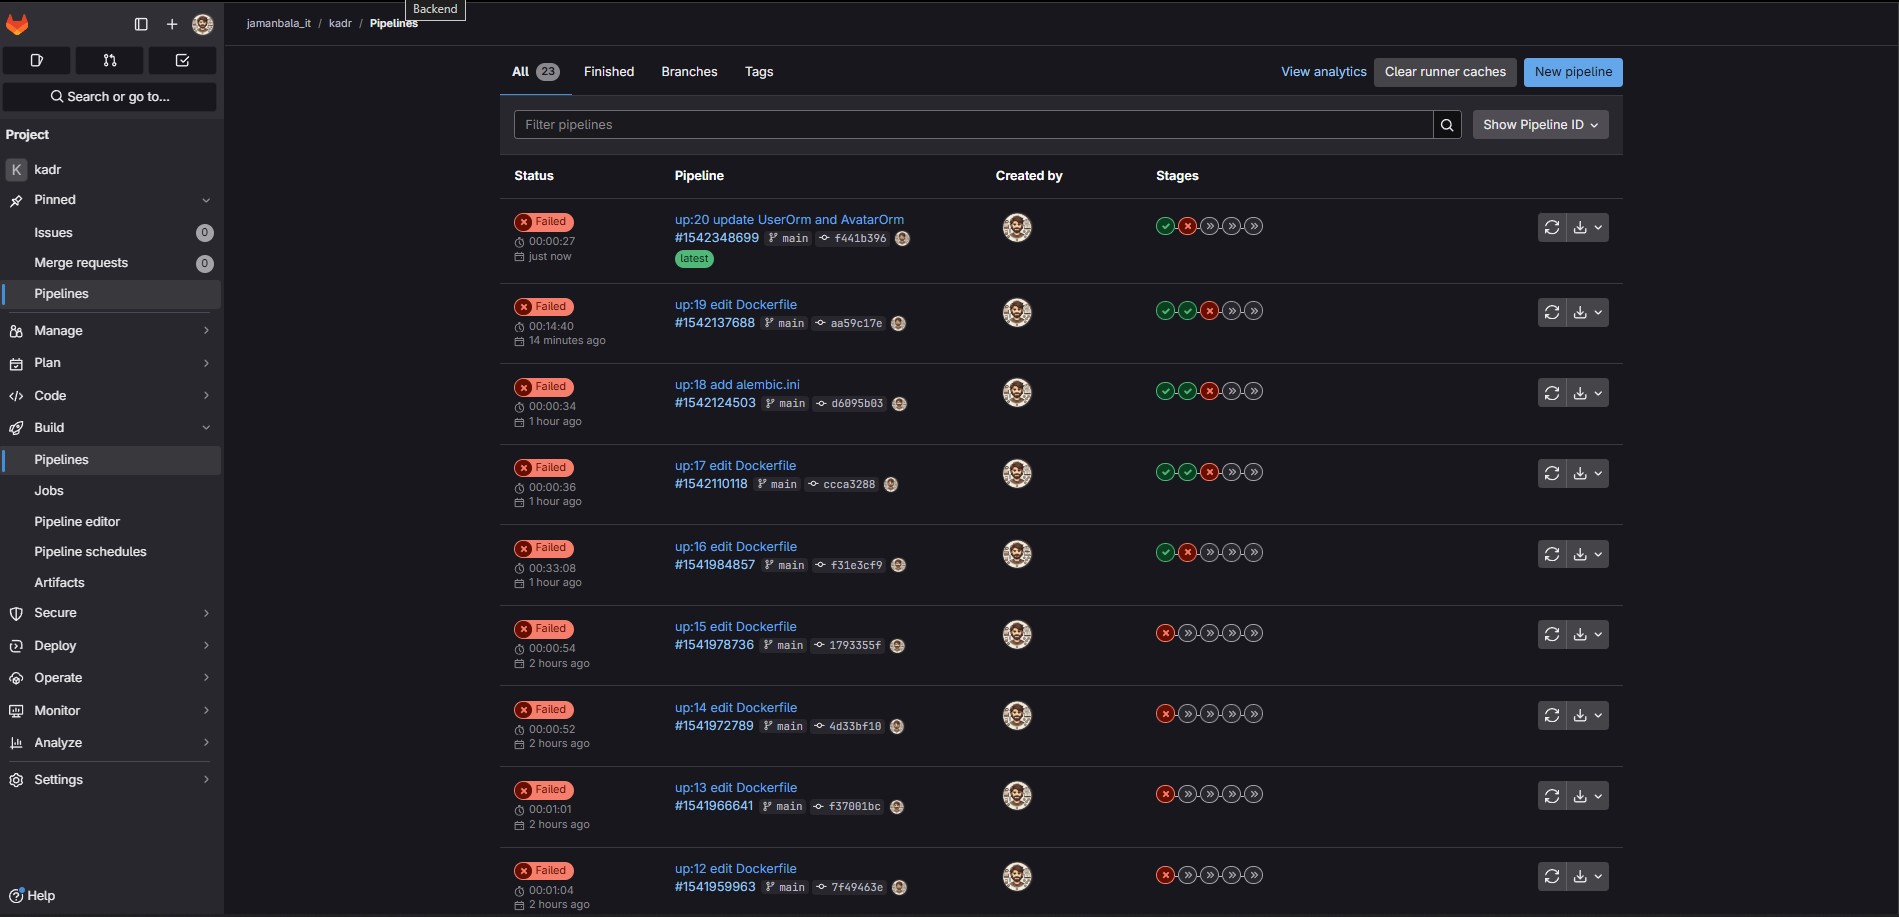 Backend
jamanbala_it / kadr / Pipelines
Search or go to...
Project
K kadr
Pinned
Issues 0
Merge requests 0
Pipelines
Manage
Plan
Code
Build
Pipelines
Jobs
Pipeline editor
Pipeline schedules
Artifacts
Secure
Deploy
Operate
Monitor
Analyze
Settings
Help
All 23 Finished Branches Tags View analytics Clear runner caches New pipeline
Filter pipelines Show Pipeline ID
Status Pipeline Created by Stages
Failed up:20 update UserOrm and AvatarOrm
00:00:27 #1542348699 main f441b396
just now latest
Failed up:19 edit Dockerfile
00:14:40 #1542137688 main aa59c17e
14 minutes ago
Failed up:18 add alembic.ini
00:00:34 #1542124503 main d6095b03
1 hour ago
Failed up:17 edit Dockerfile
00:00:36 #1542110118 main ccca3288
1 hour ago
Failed up:16 edit Dockerfile
00:33:08 #1541984857 main f31e3cf9
1 hour ago
Failed up:15 edit Dockerfile
00:00:54 #1541978736 main 1793355f
2 hours ago
Failed up:14 edit Dockerfile
00:00:52 #1541972789 main 4d33bf10
2 hours ago
Failed up:13 edit Dockerfile
00:01:01 #1541966641 main f37001bc
2 hours ago
Failed up:12 edit Dockerfile
00:01:04 #1541959963 main 7f49463e
2 hours ago